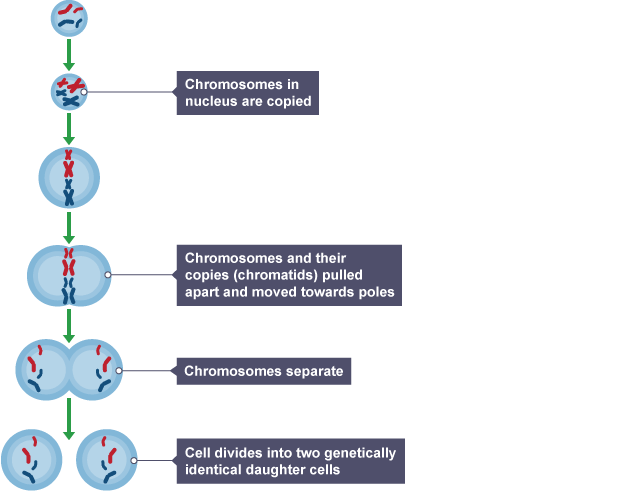 Chromosomes in
nucleus are copied
Chromosomes and their
copies (chromatids) pulled
apart and moved towards poles
Chromosomes separate
Cell divides into two genetically
identical daughter cells